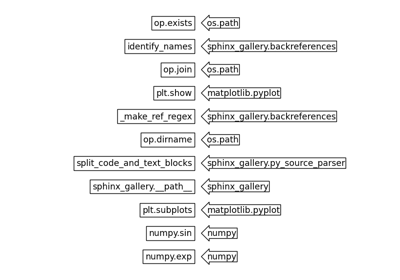 op.exists os.path
identify_names sphinx_gallery.backreferences
op.join os.path
plt.show matplotlib.pyplot
_make_ref_regex sphinx_gallery.backreferences
op.dirname os.path
split_code_and_text_blocks sphinx_gallery.py_source_parser
sphinx_gallery.__path__ sphinx_gallery
plt.subplots matplotlib.pyplot
numpy.sin numpy
numpy.exp numpy